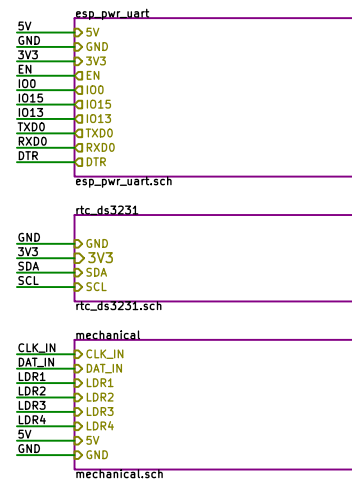 esp_pwr_uart
5V 5V
GND GND
3V3 3V3
EN EN
IO0 IO0
IO15 IO15
IO13 IO13
TXD0 TXD0
RXD0 RXD0
DTR DTR
esp_pwr_uart.sch
rtc_ds3231
GND GND
3V3 3V3
SDA SDA
SCL SCL
rtc_ds3231.sch
mechanical
CLK_IN CLK_IN
DAT_IN DAT_IN
LDR1 LDR1
LDR2 LDR2
LDR3 LDR3
LDR4 LDR4
5V 5V
GND GND
mechanical.sch